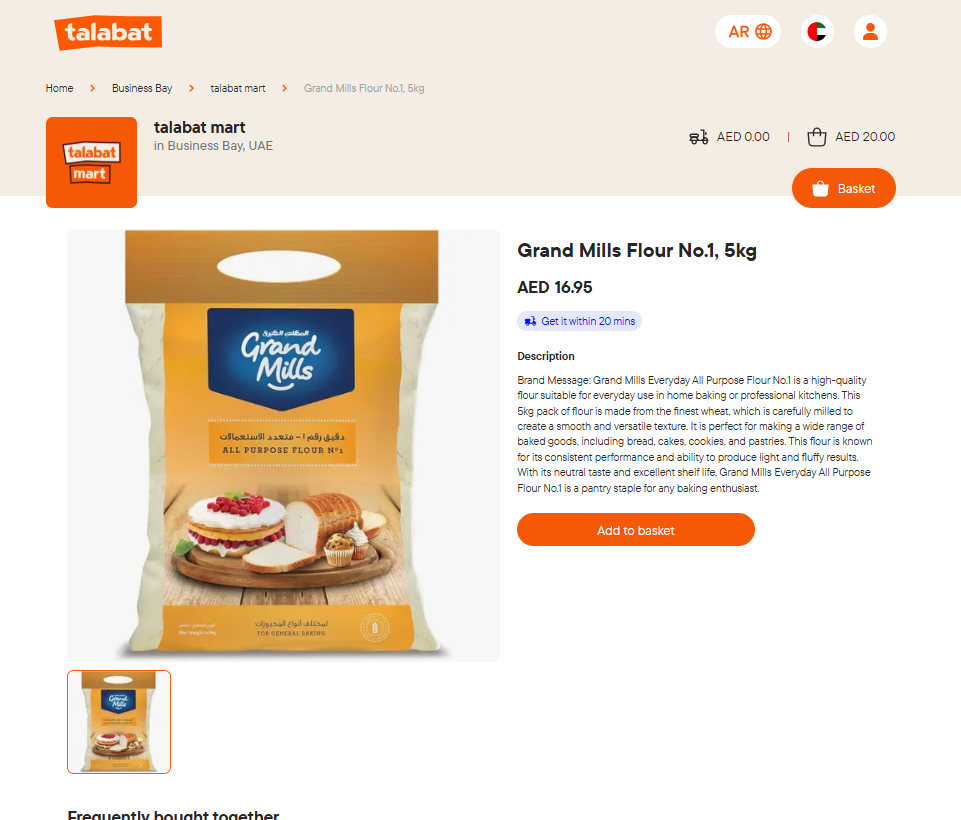 talabat
AR
Home
Business Bay
talabat mart
Grand Mills Flour No.1, 5kg
talabat
mart
talabat mart
in Business Bay, UAE
AED 0.00
AED 20.00
Basket
Grand Mills Flour No.1, 5kg
AED 16.95
Get it within 20 mins
Description
Brand Message: Grand Mills Everyday All Purpose Flour No.1 is a high-quality
flour suitable for everyday use in home baking or professional kitchens. This
5kg pack of flour is made from the finest wheat, which is carefully milled to
create a smooth and versatile texture. It is perfect for making a wide range of
baked goods, including bread, cakes, cookies, and pastries. This flour is known
for its consistent performance and ability to produce light and fluffy results.
With its neutral taste and excellent shelf life, Grand Mills Everyday All Purpose
Flour No.1 is a pantry staple for any baking enthusiast.
Add to basket
المطاحن الكبرى
Grand
Mills
دقيق رقم ١ - متعدد الاستعمالات
ALL PURPOSE FLOUR Nº1
لمختلف أنواع المخبوزات
FOR GENERAL BAKING
Grand
Mills
Frequently bought together